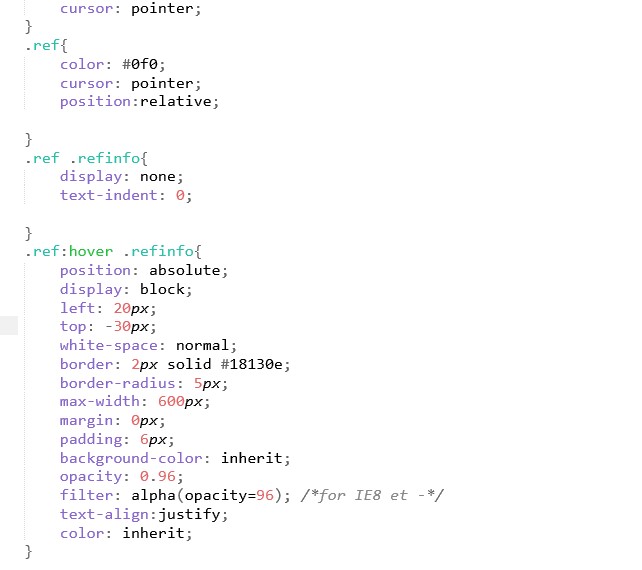 cursor: pointer;
}
.ref{
color: #0f0;
cursor: pointer;
position:relative;
}
.ref .refinfo{
display: none;
text-indent: 0;
}
.ref:hover .refinfo{
position: absolute;
display: block;
left: 20px;
top: -30px;
white-space: normal;
border: 2px solid #18130e;
border-radius: 5px;
max-width: 600px;
margin: 0px;
padding: 6px;
background-color: inherit;
opacity: 0.96;
filter: alpha(opacity=96); /*for IE8 et -*/
text-align:justify;
color: inherit;
}